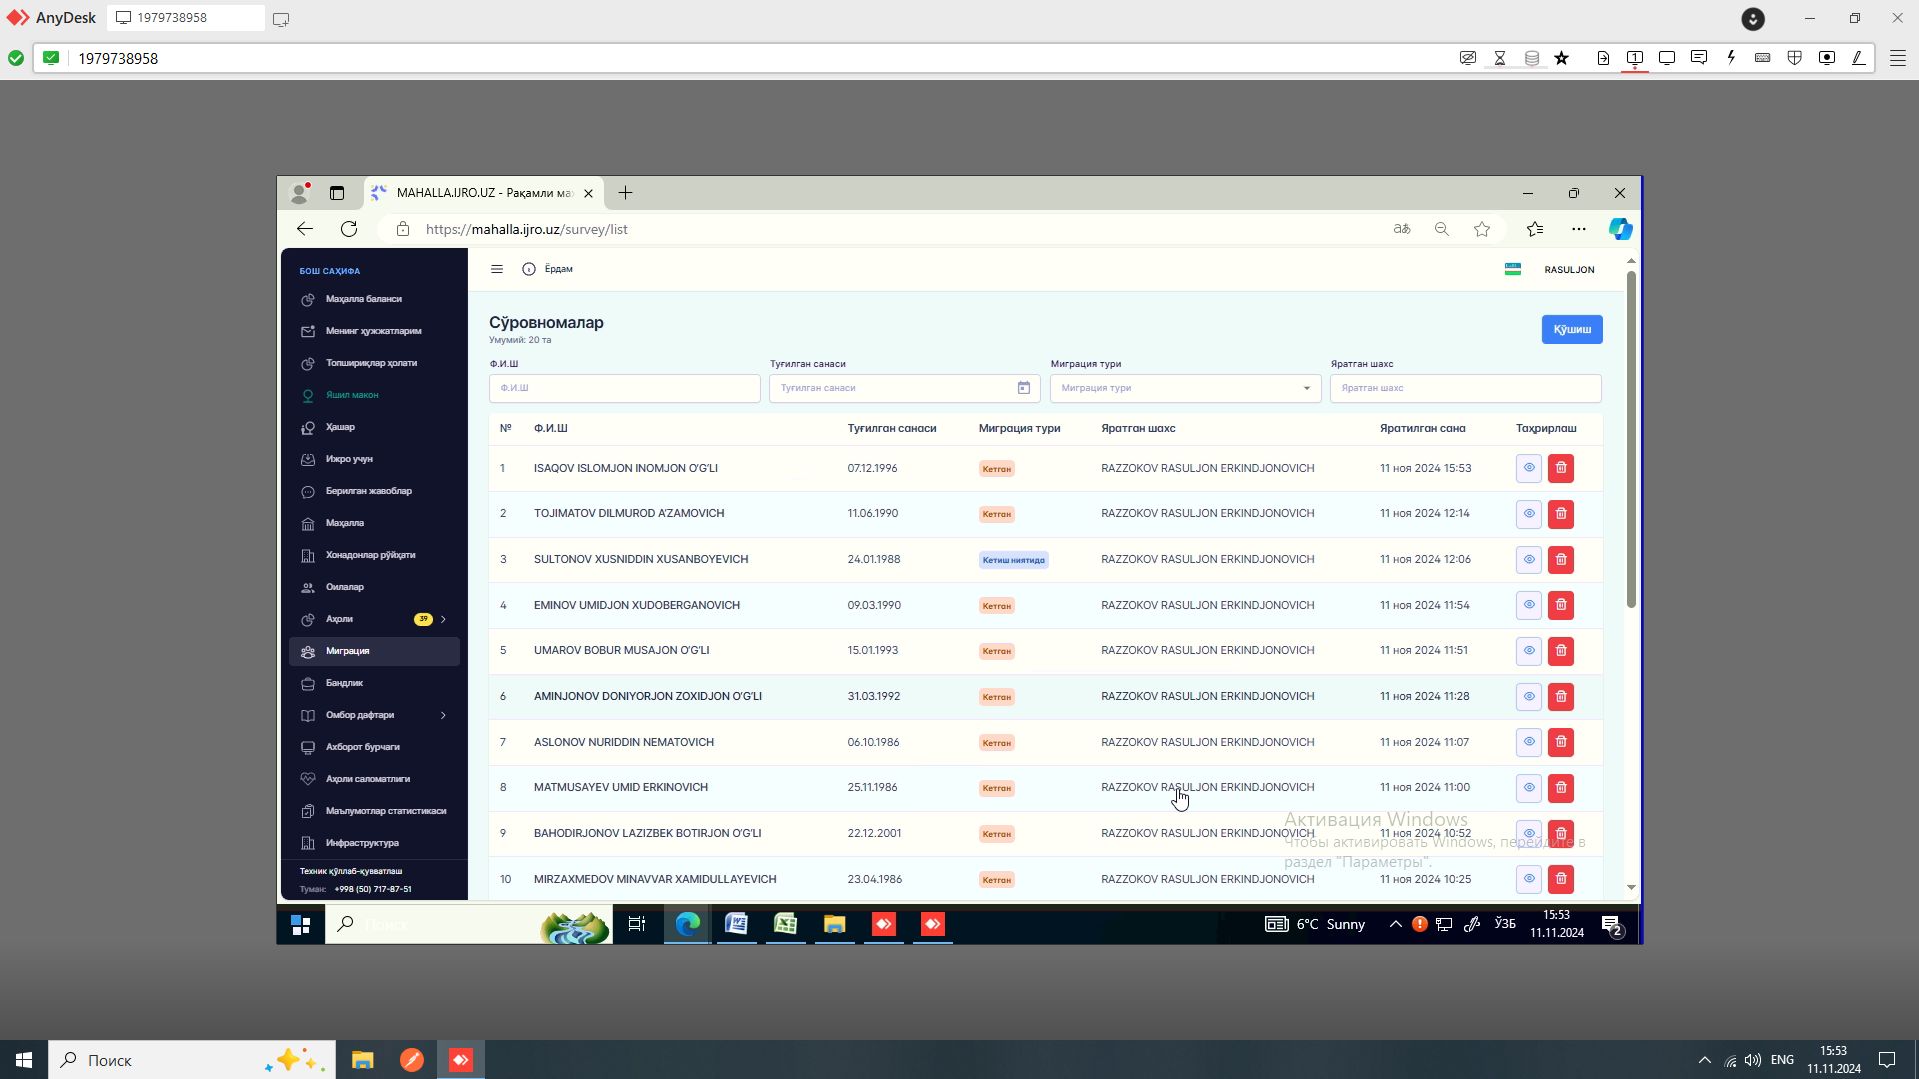 AnyDesk
1979738958
1979738958
MAHALLA.IJRO.UZ - Рақамли ма
https://mahalla.ijro.uz/survey/list
aあ
БОШ САҲИФА
Маҳалла баланси
Менинг ҳужжатларим
Топшириқлар ҳолати
Яшил макон
Ҳашар
Ижро учун
Берилган жавоблар
Маҳалла
Хонадонлар рўйҳати
Оилалар
Аҳоли 39
Миграция
Бандлик
Омбор дафтари
Ахборот бурчаги
Аҳоли саломатлиги
Маълумотлар статистикаси
Инфраструктура
Техник қўллаб-қувватлаш
Туман: +998 (50) 717-87-51
Ёрдам
RASULJON
Сўровномалар
Умумий: 20 та
Қўшиш
Ф.И.Ш Туғилган санаси Миграция тури Яратган шахс
Ф.И.Ш Туғилган санаси Миграция тури Яратган шахс
№ Ф.И.Ш Туғилган санаси Миграция тури Яратган шахс Яратилган сана Таҳрирлаш
1 ISAQOV ISLOMJON INOMJON O'G'LI 07.12.1996 Кетган RAZZOKOV RASULJON ERKINDJONOVICH 11 ноя 2024 15:53
2 TOJIMATOV DILMUROD A'ZAMOVICH 11.06.1990 Кетган RAZZOKOV RASULJON ERKINDJONOVICH 11 ноя 2024 12:14
3 SULTONOV XUSNIDDIN XUSANBOYEVICH 24.01.1988 Кетиш ниятида RAZZOKOV RASULJON ERKINDJONOVICH 11 ноя 2024 12:06
4 EMINOV UMIDJON XUDOBERGANOVICH 09.03.1990 Кетган RAZZOKOV RASULJON ERKINDJONOVICH 11 ноя 2024 11:54
5 UMAROV BOBUR MUSAJON O'G'LI 15.01.1993 Кетган RAZZOKOV RASULJON ERKINDJONOVICH 11 ноя 2024 11:51
6 AMINJONOV DONIYORJON ZOXIDJON O'G'LI 31.03.1992 Кетган RAZZOKOV RASULJON ERKINDJONOVICH 11 ноя 2024 11:28
7 ASLONOV NURIDDIN NEMATOVICH 06.10.1986 Кетган RAZZOKOV RASULJON ERKINDJONOVICH 11 ноя 2024 11:07
8 MATMUSAYEV UMID ERKINOVICH 25.11.1986 Кетган RAZZOKOV RASULJON ERKINDJONOVICH 11 ноя 2024 11:00
9 BAHODIRJONOV LAZIZBEK BOTIRJON O'G'LI 22.12.2001 Кетган RAZZOKOV RASULJON ERKINDJONOVICH 11 ноя 2024 10:52
10 MIRZAXMEDOV MINAVVAR XAMIDULLAYEVICH 23.04.1986 Кетган RAZZOKOV RASULJON ERKINDJONOVICH 11 ноя 2024 10:25
Активация Windows
Чтобы активировать Windows, перейдите в
раздел "Параметры".
Поиск
6°C Sunny
ЎЗБ
15:53
11.11.2024
2
Поиск
ENG
15:53
11.11.2024